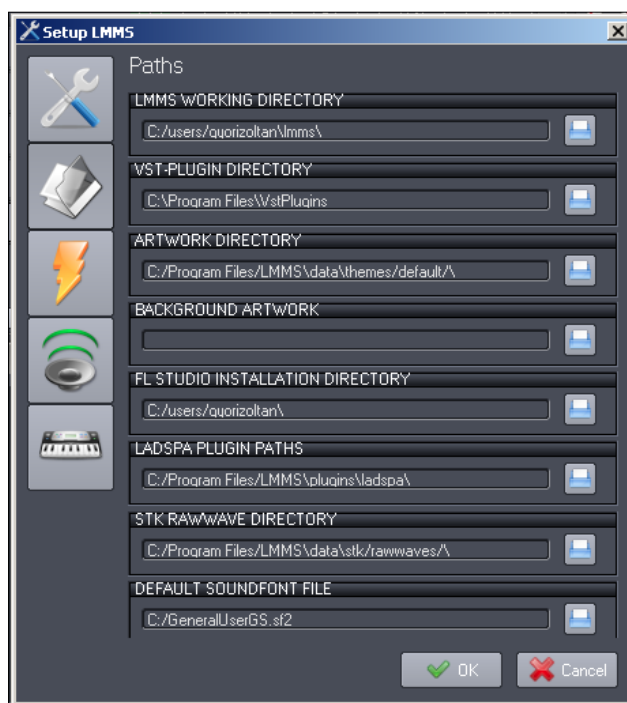 Setup LMMS
Paths
LMMS WORKING DIRECTORY
C:/users/guorizoltan\lmms\
VST-PLUGIN DIRECTORY
C:\Program Files\VstPlugins
ARTWORK DIRECTORY
C:/Program Files/LMMS\data\themes/default/\
BACKGROUND ARTWORK
FL STUDIO INSTALLATION DIRECTORY
C:/users/guorizoltan\
LADSPA PLUGIN PATHS
C:/Program Files/LMMS\plugins\ladspa\
STK RAWWAVE DIRECTORY
C:/Program Files/LMMS\data\stk/rawwaves/\
DEFAULT SOUNDFONT FILE
C:/GeneralUserGS.sf2
OK
Cancel